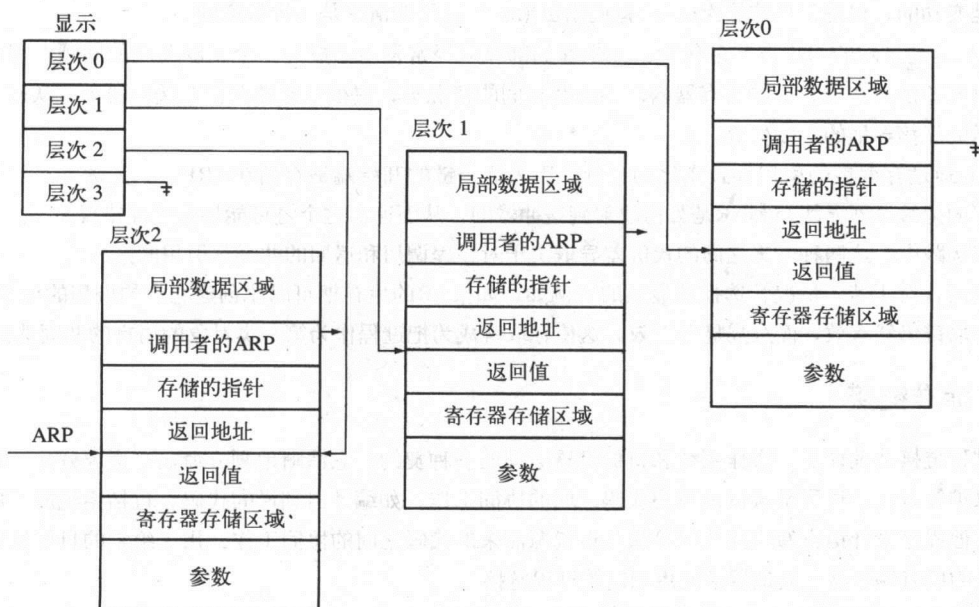 显示
层次 0
层次 1
层次 2
层次 3
层次0
局部数据区域
调用者的ARP
存储的指针
返回地址
返回值
寄存器存储区域
参数
层次 1
局部数据区域
调用者的ARP
存储的指针
返回地址
返回值
寄存器存储区域
参数
层次2
局部数据区域
调用者的ARP
存储的指针
返回地址
返回值
寄存器存储区域
参数
ARP